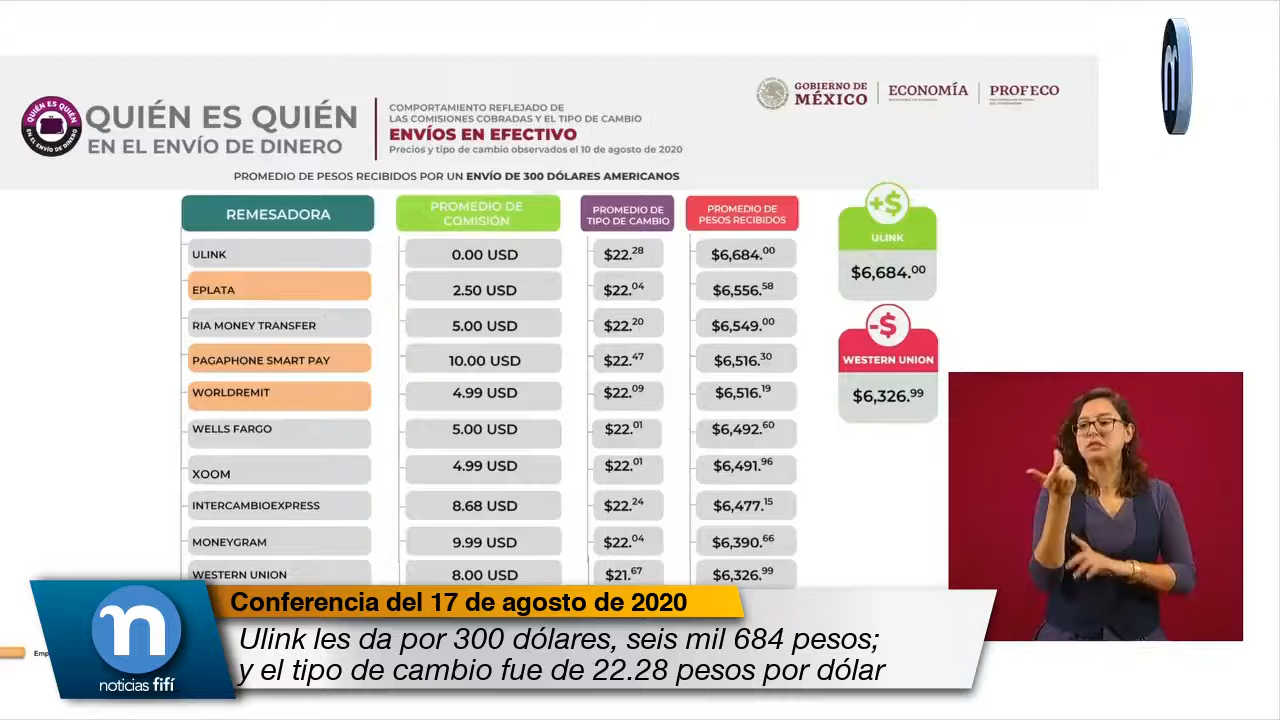 QUIÉN ES QUIÉN
EN EL ENVÍO DE DINERO
QUIÉN ES QUIÉN
EN EL ENVÍO DE DINERO
COMPORTAMIENTO REFLEJADO DE
LAS COMISIONES COBRADAS Y EL TIPO DE CAMBIO
ENVÍOS EN EFECTIVO
Precios y tipo de cambio observados el 10 de agosto de 2020
GOBIERNO DE
MÉXICO
ECONOMÍA
PROFECO
PROMEDIO DE PESOS RECIBIDOS POR UN ENVÍO DE 300 DÓLARES AMERICANOS
REMESADORA PROMEDIO DE COMISIÓN PROMEDIO DE TIPO DE CAMBIO PROMEDIO DE PESOS RECIBIDOS
ULINK 0.00 USD $22.28 $6,684.00
EPLATA 2.50 USD $22.04 $6,556.58
RIA MONEY TRANSFER 5.00 USD $22.20 $6,549.00
PAGAPHONE SMART PAY 10.00 USD $22.47 $6,516.30
WORLDREMIT 4.99 USD $22.09 $6,516.19
WELLS FARGO 5.00 USD $22.01 $6,492.60
XOOM 4.99 USD $22.01 $6,491.96
INTERCAMBIOEXPRESS 8.68 USD $22.24 $6,477.15
MONEYGRAM 9.99 USD $22.04 $6,390.66
WESTERN UNION 8.00 USD $21.67 $6,326.99
+$
ULINK
$6,684.00
-$
WESTERN UNION
$6,326.99
n
Conferencia del 17 de agosto de 2020
Ulink les da por 300 dólares, seis mil 684 pesos;
y el tipo de cambio fue de 22.28 pesos por dólar
n
noticias fifí